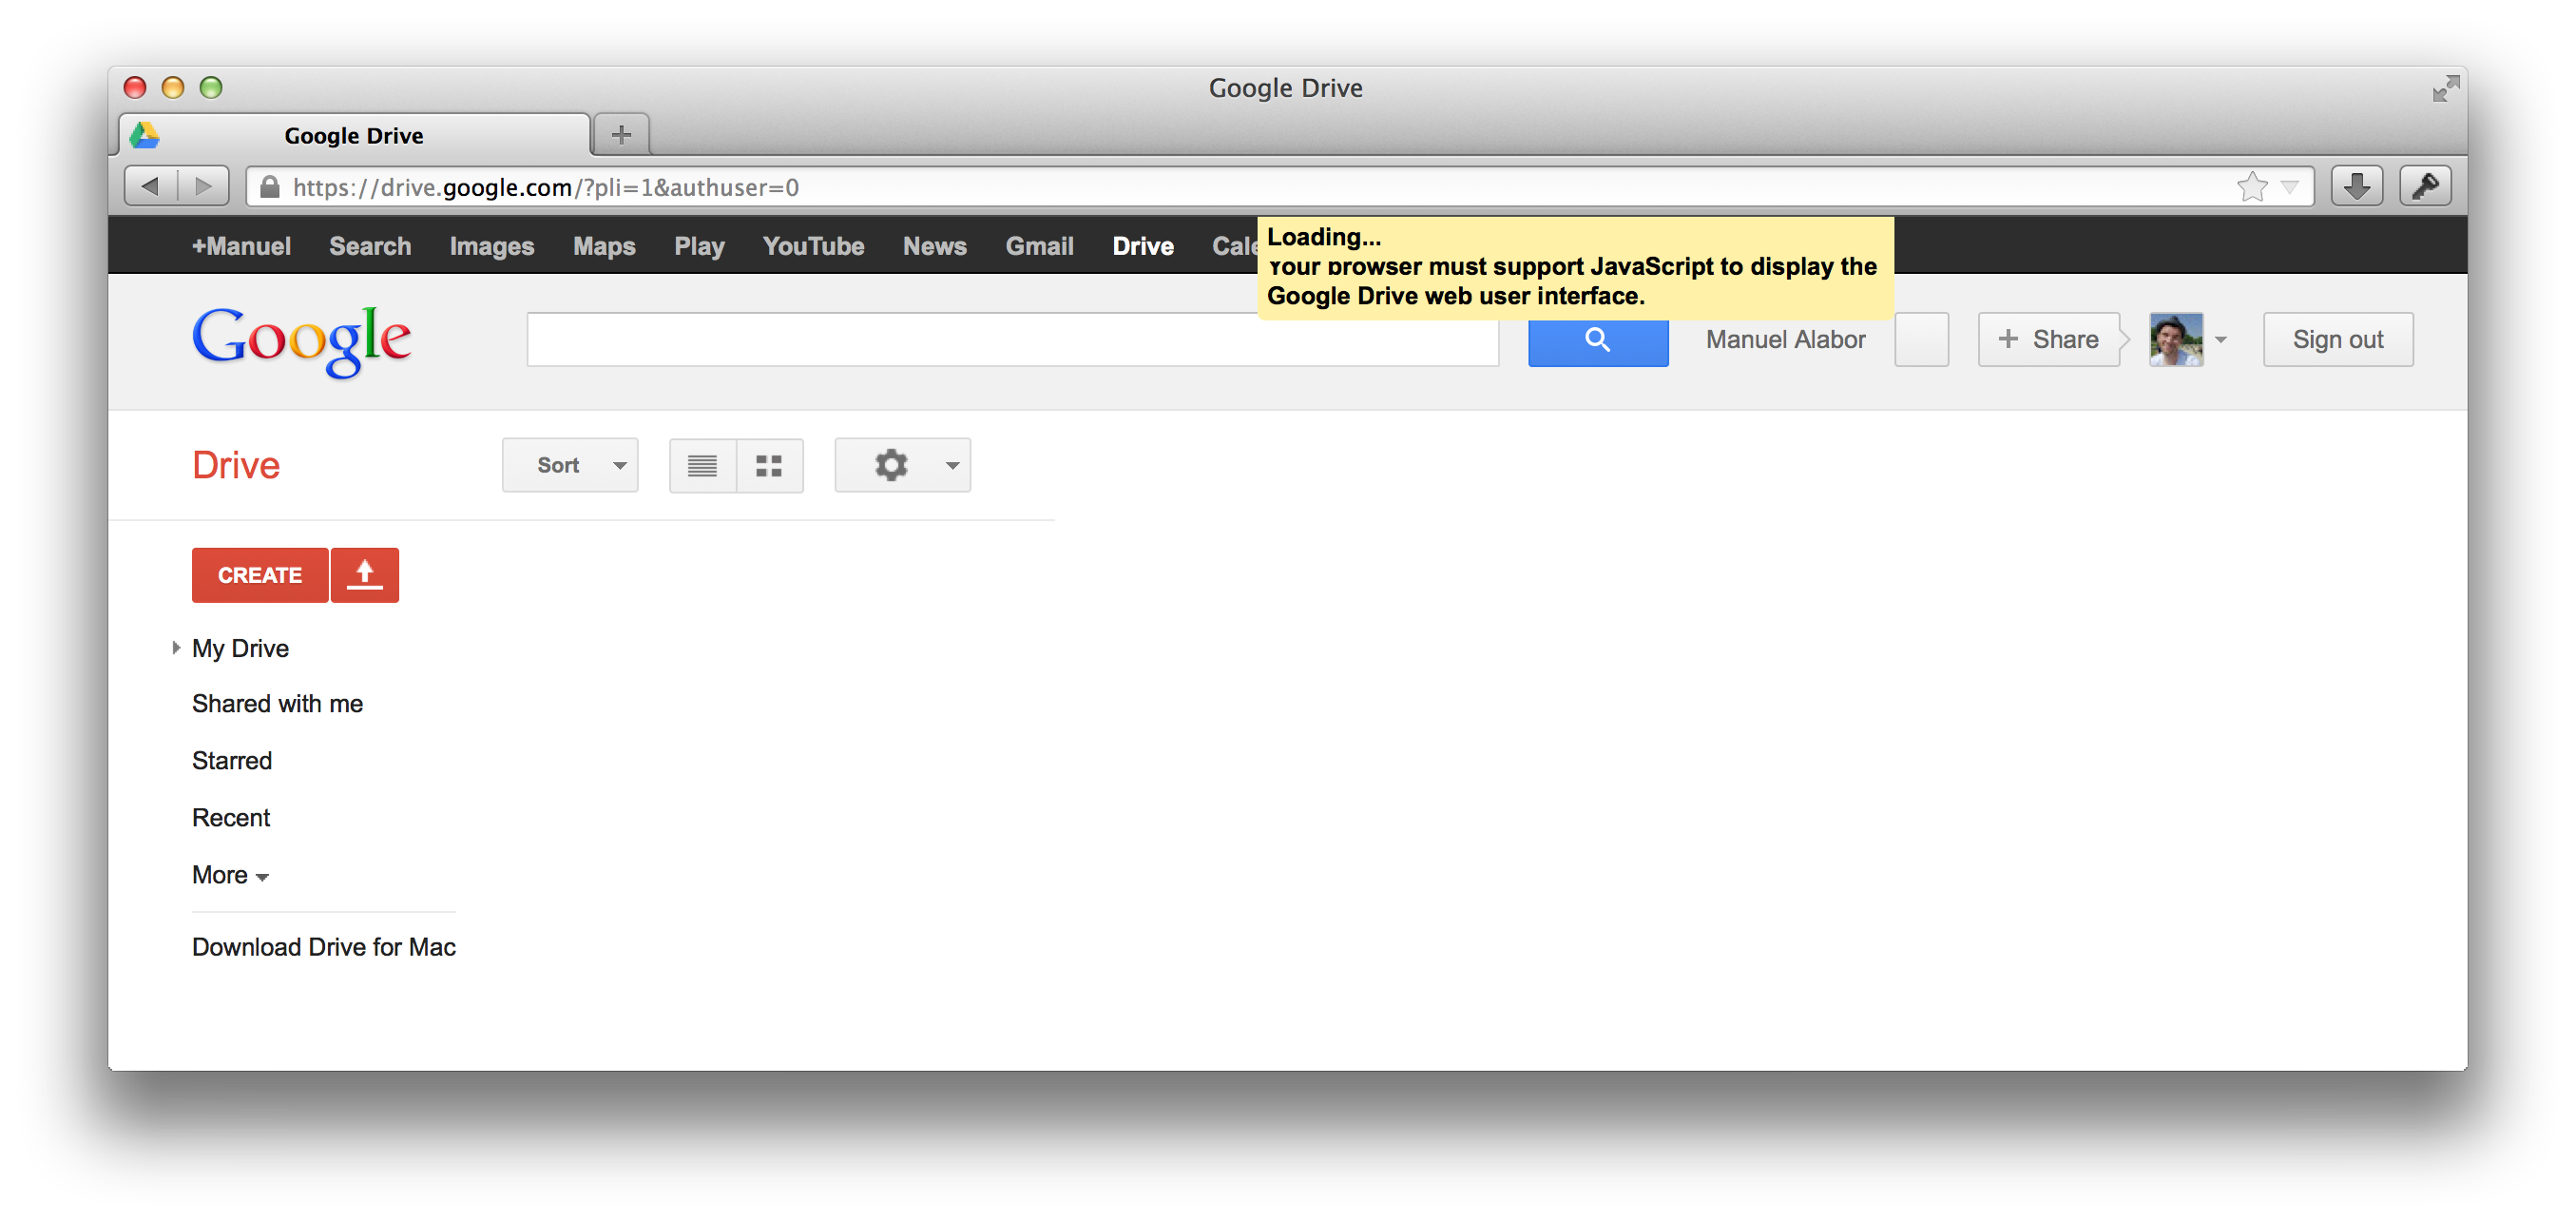 Google Drive
Google Drive
https://drive.google.com/?pli=1&authuser=0
+Manuel Search Images Maps Play YouTube News Gmail Drive
Loading...
Your browser must support JavaScript to display the
Google Drive web user interface.
Google
Manuel Alabor
+ Share
Sign out
Drive
Sort
CREATE
My Drive
Shared with me
Starred
Recent
More
Download Drive for Mac